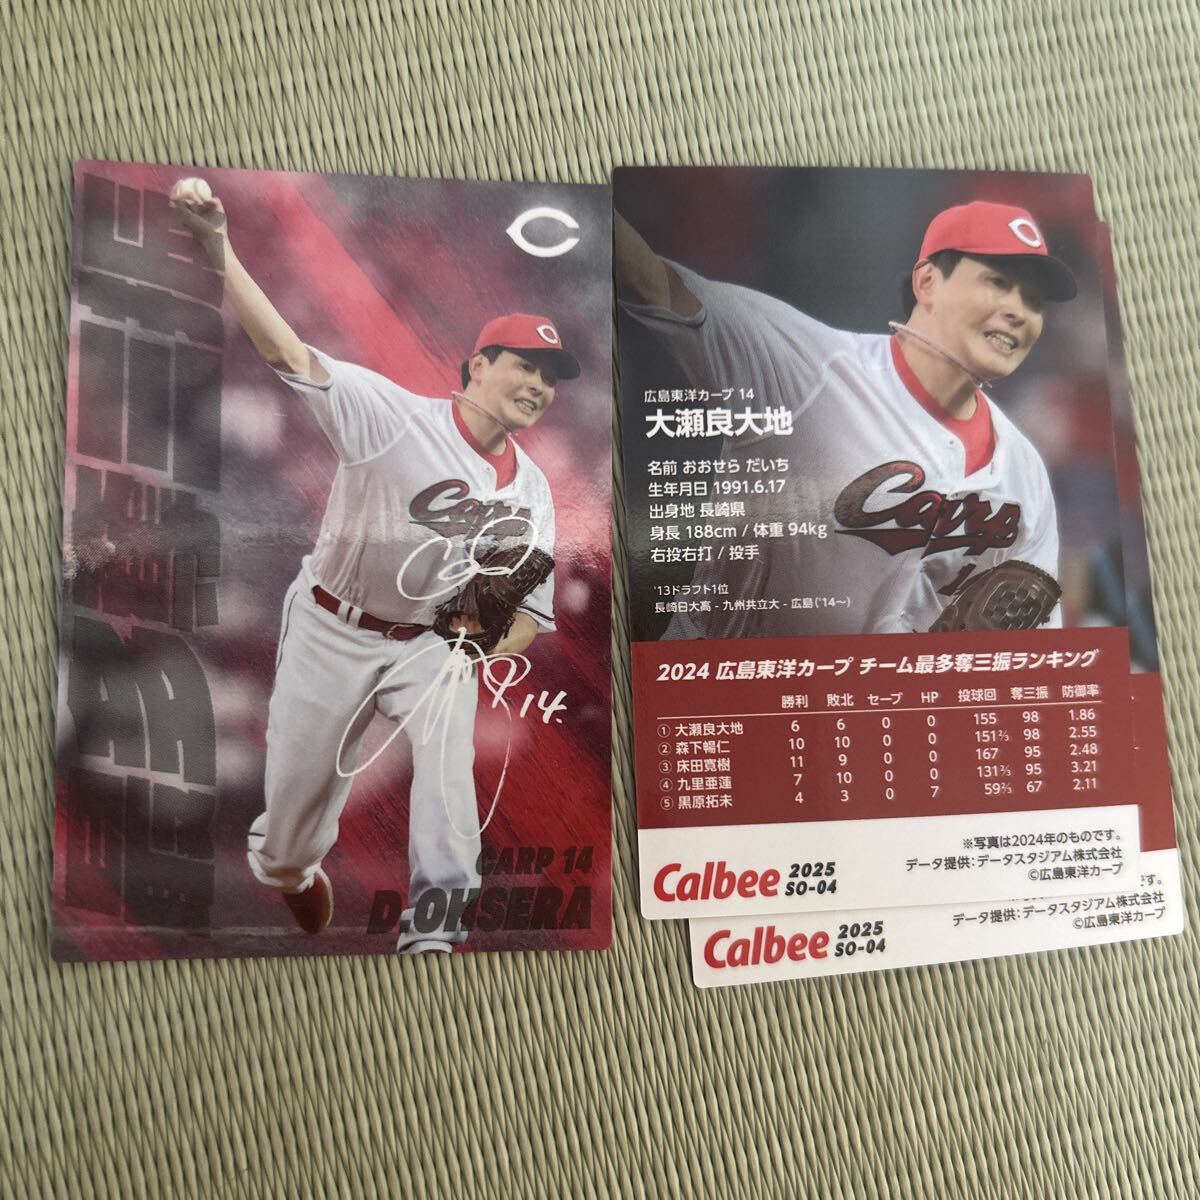 C
C
Carp
14.
CARP 14
D.OHSERA
C
広島東洋カープ 14
大瀬良大地
名前 おおせら だいち
生年月日 1991.6.17
出身地 長崎県
身長 188cm / 体重 94kg
右投右打 / 投手
'13ドラフト1位
長崎日大高 - 九州共立大 - 広島('14〜)
Carp
2024 広島東洋カープ チーム最多奪三振ランキング
勝利 敗北 セーブ HP 投球回 奪三振 防御率
① 大瀬良大地 6 6 0 0 155 98 1.86
② 森下暢仁 10 10 0 0 151⅔ 98 2.55
③ 床田寛樹 11 9 0 0 167 95 2.48
④ 九里亜蓮 7 10 0 0 131⅔ 95 3.21
⑤ 黒原拓未 4 3 0 7 59⅔ 67 2.11
※写真は2024年のものです。
データ提供:データスタジアム株式会社
©広島東洋カープ
Calbee 2025
SO-04
です。
データ提供:データスタジアム株式会社
©広島東洋カープ
Calbee 2025
SO-04